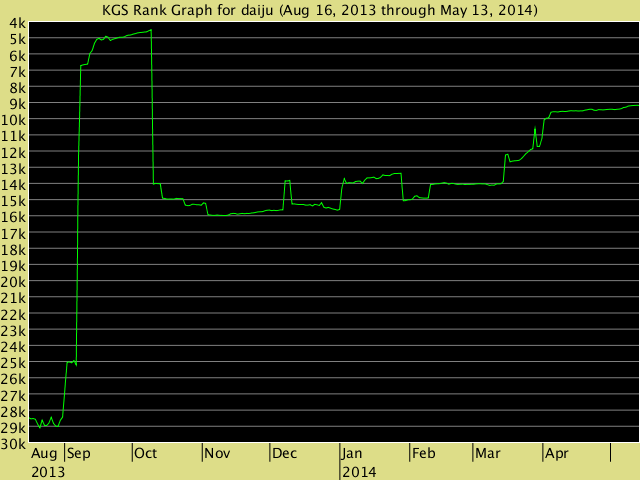 KGS Rank Graph for daiju (Aug 16, 2013 through May 13, 2014)
4k
5k
6k
7k
8k
9k
10k
11k
12k
13k
14k
15k
16k
17k
18k
19k
20k
21k
22k
23k
24k
25k
26k
27k
28k
29k
30k
Aug Sep Oct Nov Dec Jan Feb Mar Apr
2013 2014